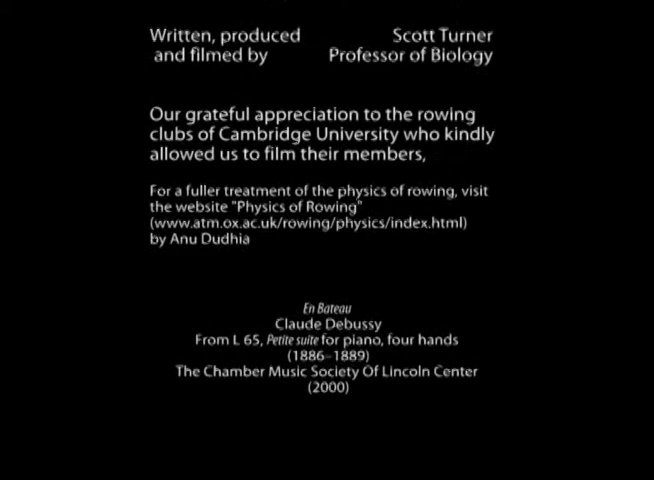 Written, produced Scott Turner
and filmed by Professor of Biology
Our grateful appreciation to the rowing
clubs of Cambridge University who kindly
allowed us to film their members,
For a fuller treatment of the physics of rowing, visit
the website "Physics of Rowing"
(www.atm.ox.ac.uk/rowing/physics/index.html)
by Anu Dudhia
En Bateau
Claude Debussy
From L 65, Petite suite for piano, four hands
(1886–1889)
The Chamber Music Society Of Lincoln Center
(2000)